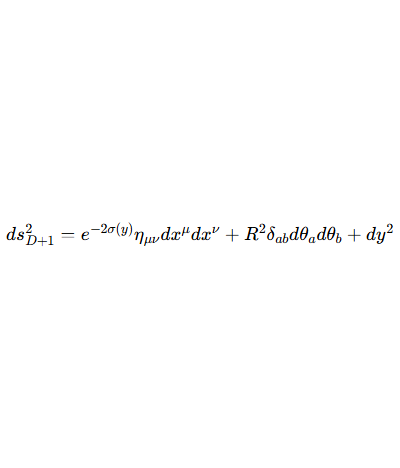 $ds^2_{D+1} = e^{-2\sigma(y)}\eta_{\mu\nu}dx^\mu dx^\nu + R^2\delta_{ab}d\theta_a d\theta_b + dy^2$